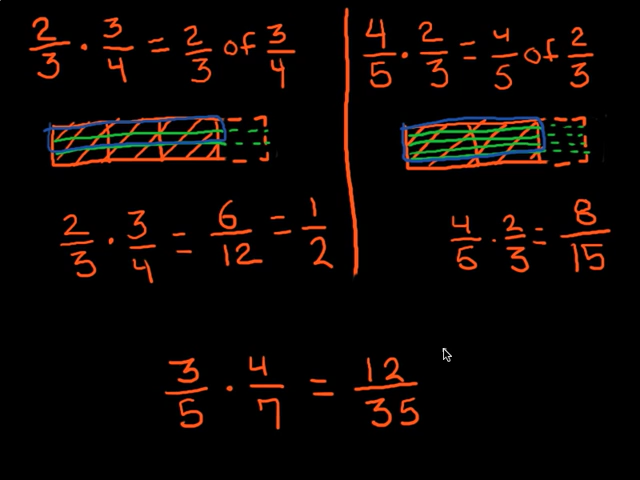 2/3 · 3/4 = 2/3 of 3/4
2/3 · 3/4 = 6/12 = 1/2
4/5 · 2/3 = 4/5 of 2/3
4/5 · 2/3 = 8/15
3/5 · 4/7 = 12/35